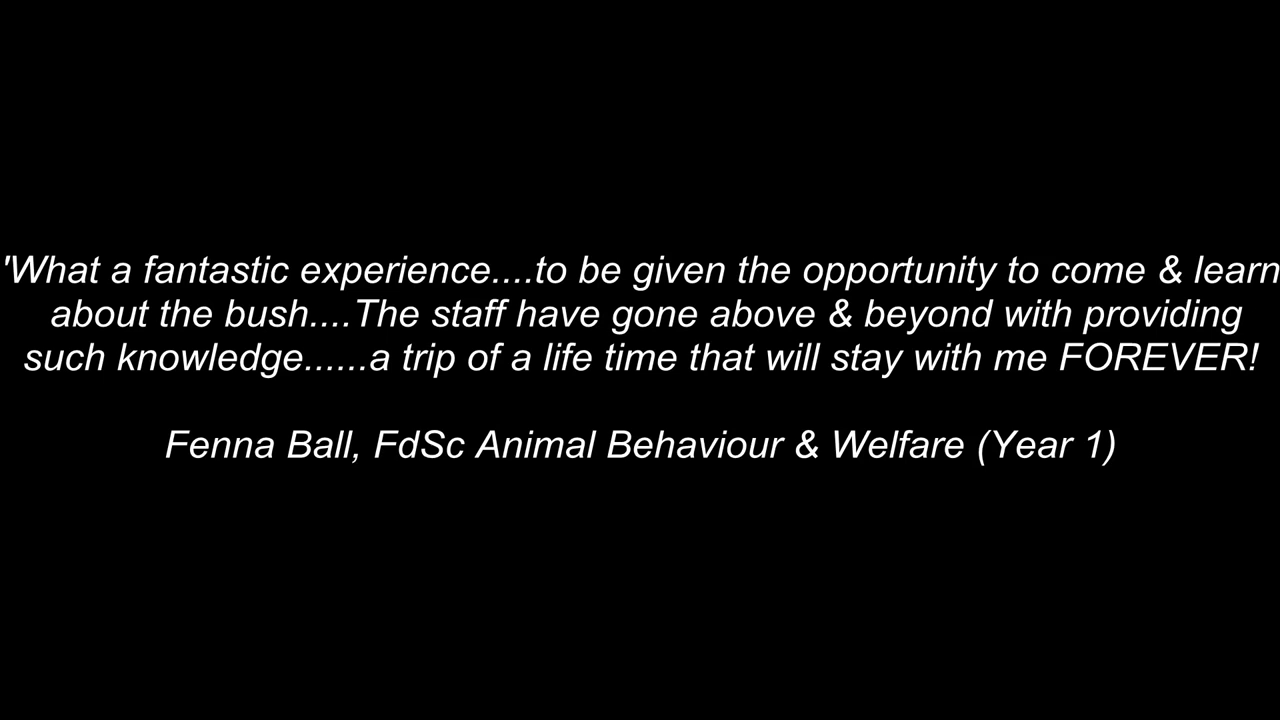 'What a fantastic experience....to be given the opportunity to come & learn
about the bush....The staff have gone above & beyond with providing
such knowledge......a trip of a life time that will stay with me FOREVER!
Fenna Ball, FdSc Animal Behaviour & Welfare (Year 1)